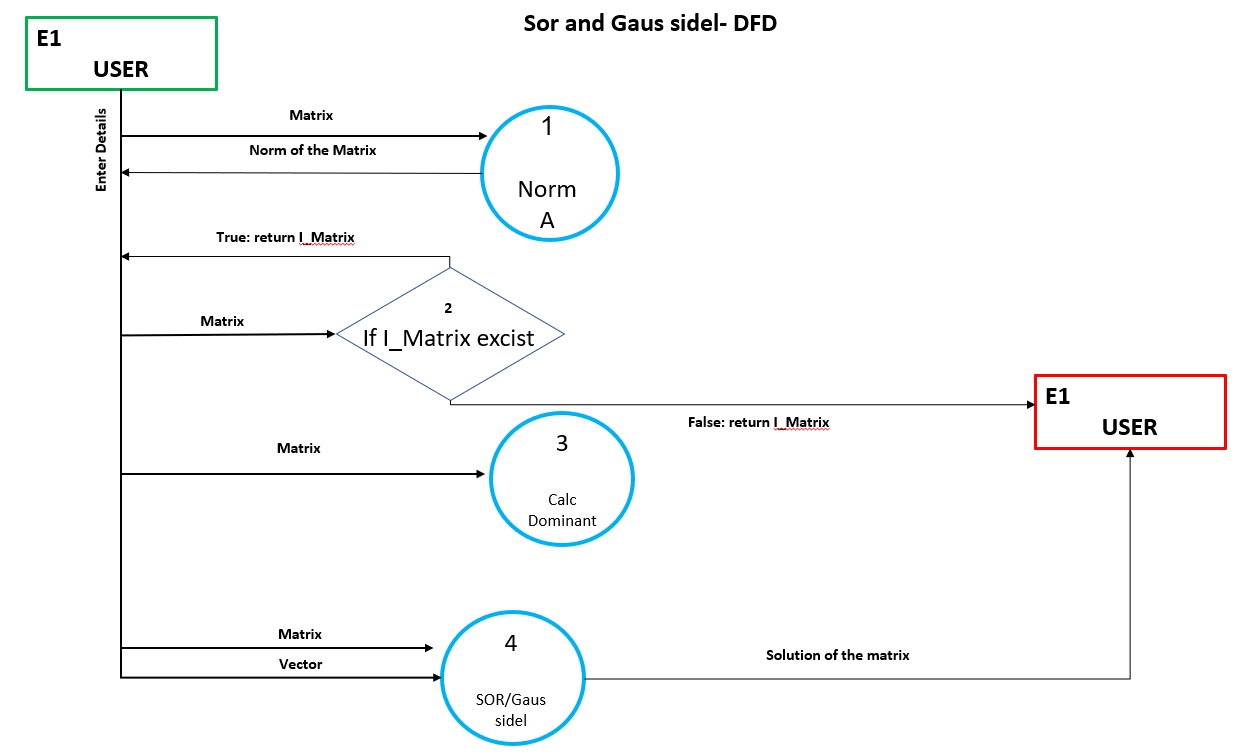 Sor and Gaus sidel- DFD
E1
USER
Enter Details
Matrix
Norm of the Matrix
1
Norm
A
True: return I_Matrix
Matrix
2
If I_Matrix excist
False: return I_Matrix
E1
USER
Matrix
3
Calc
Dominant
Matrix
Vector
4
SOR/Gaus
sidel
Solution of the matrix